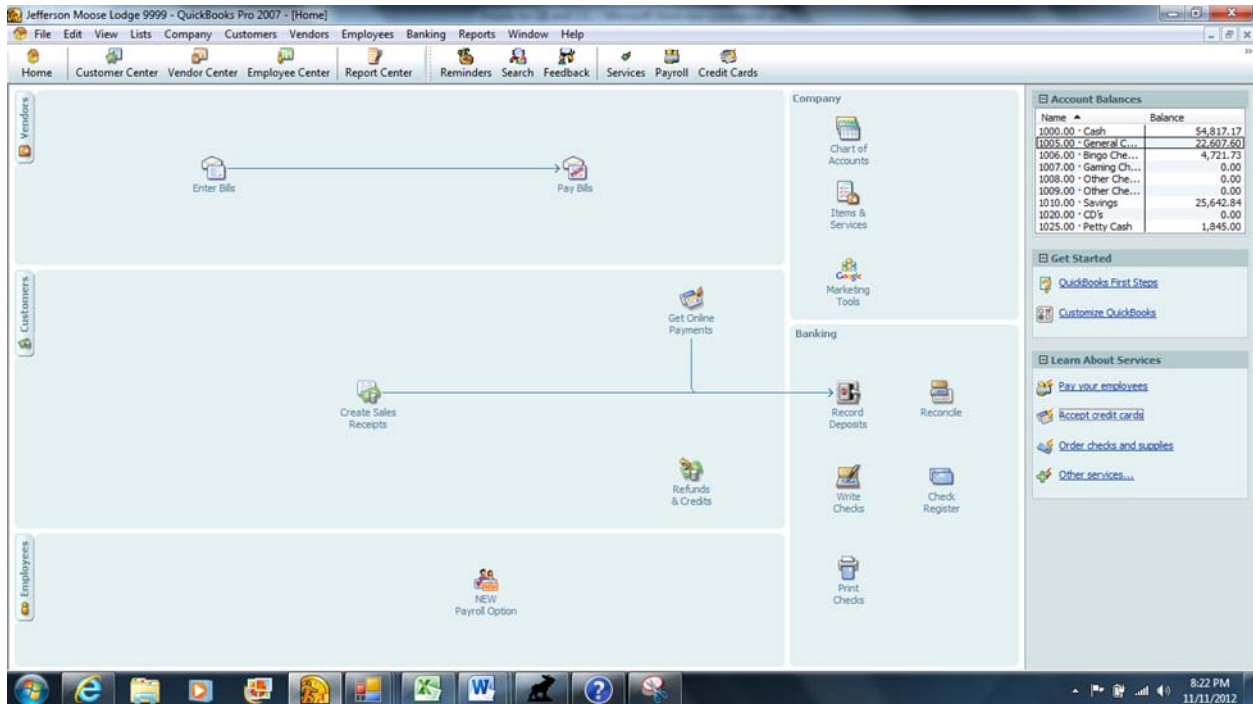 Jefferson Moose Lodge 9999 - QuickBooks Pro 2007 - [Home]
File Edit View Lists Company Customers Vendors Employees Banking Reports Window Help
Home Customer Center Vendor Center Employee Center Report Center Reminders Search Feedback Services Payroll Credit Cards
Vendors
Enter Bills
Pay Bills
Customers
Get Online
Payments
Create Sales
Receipts
Refunds
& Credits
Employees
NEW
Payroll Option
Company
Chart of
Accounts
Items &
Services
Google
Marketing
Tools
Banking
Record
Deposits
Reconcile
Write
Checks
Check
Register
Print
Checks
Account Balances
Name Balance
1000.00 · Cash 54,817.17
1005.00 · General C... 22,607.60
1006.00 · Bingo Che... 4,721.73
1007.00 · Gaming Ch... 0.00
1008.00 · Other Che... 0.00
1009.00 · Other Che... 0.00
1010.00 · Savings 25,642.84
1020.00 · CD's 0.00
1025.00 · Petty Cash 1,845.00
Get Started
QuickBooks First Steps
Customize QuickBooks
Learn About Services
Pay your employees
Accept credit cards
Order checks and supplies
Other services...
8:22 PM
11/11/2012